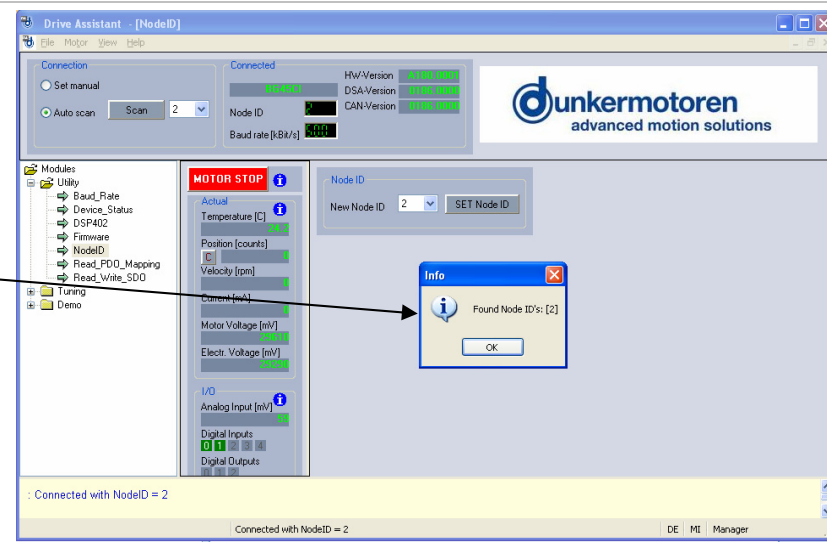 Drive Assistant - [NodeID]
File Motor View Help
Connection
Set manual
Auto scan Scan 2
Connected
HW-Version
DSA-Version
CAN-Version
Node ID 2
Baud rate [kBit/s] 500
dunkermotoren
advanced motion solutions
Modules
Utility
Baud_Rate
Device_Status
DSP402
Firmware
NodeID
Read_PDO_Mapping
Read_Write_SDO
Tuning
Demo
MOTOR STOP
Actual
Temperature [C]
Position [counts]
C
Velocity [rpm]
Current [mA]
Motor Voltage [mV]
Electr. Voltage [mV]
I/O
Analog Input [mV]
Digital Inputs
0 1 2 3 4
Digital Outputs
0 1 2
Node ID
New Node ID 2 SET Node ID
Info
Found Node ID's: [2]
OK
: Connected with NodeID = 2
Connected with NodeID = 2
DE MI Manager